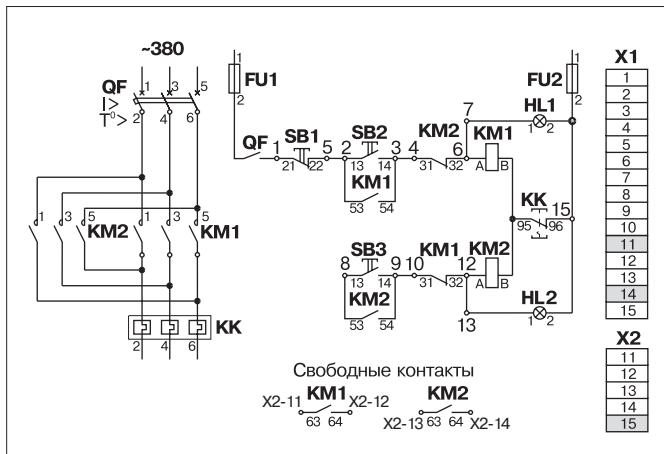 ~380
QF 1 3 5
I>
T⁰> 2 4 6
1 3 5 KM2 1 3 5 KM1
KK
2 4 6
1
FU1
2
1
FU2
2
QF 1 SB1 5 2 SB2 3 4 KM2 6 7 KM1 HL1
21 22 13 14 31 32 A B 1 2
KM1
53 54
KK 15
95 96
8 SB3 9 10 KM1 12 KM2
13 14 31 32 A B
KM2 HL2
53 54 13 1 2
Свободные контакты
X2-11 KM1 X2-12 KM2
63 64 X2-13 63 64 X2-14
X1
1
2
3
4
5
6
7
8
9
10
11
12
13
14
15
X2
11
12
13
14
15